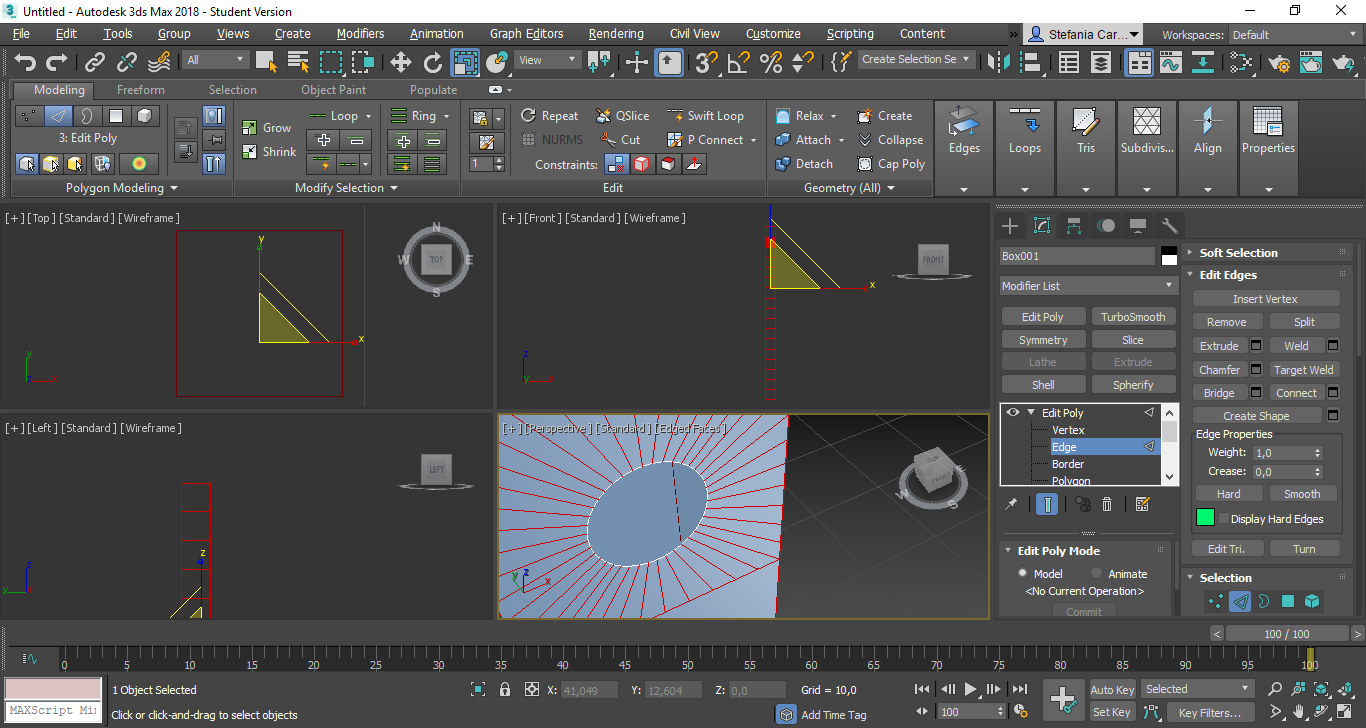 Untitled - Autodesk 3ds Max 2018 - Student Version
File Edit Tools Group Views Create Modifiers Animation Graph Editors Rendering Civil View Customize Scripting Content » Stefania Car... Workspaces: Default
All View Create Selection Se
Modeling Freeform Selection Object Paint Populate
Loop Ring Repeat QSlice Swift Loop Relax Create
3: Edit Poly Grow NURMS Cut P Connect Attach Collapse Edges Loops Tris Subdivis... Align Properties
Shrink 1 Constraints: Detach Cap Poly
Polygon Modeling Modify Selection Edit Geometry (All)
[+] [Top] [Standard] [Wireframe]
[+] [Front] [Standard] [Wireframe]
y
x
N
W TOP E
S
y
z x
x
FRONT
z
y x
[+] [Left] [Standard] [Wireframe]
[+] [Perspective] [Standard] [Edged Faces]
LEFT
z
z
y
TOP
FRONT
W
S
E
y z x
Box001
Modifier List
Edit Poly TurboSmooth
Symmetry Slice
Lathe Extrude
Shell Spherify
Edit Poly
Vertex
Edge
Border
Polygon
Edit Poly Mode
Model Animate
<No Current Operation>
Commit
Soft Selection
Edit Edges
Insert Vertex
Remove Split
Extrude Weld
Chamfer Target Weld
Bridge Connect
Create Shape
Edge Properties
Weight: 1,0
Crease: 0,0
Hard Smooth
Display Hard Edges
Edit Tri. Turn
Selection
< 100 / 100 >
0 5 10 15 20 25 30 35 40 45 50 55 60 65 70 75 80 85 90 95 100
1 Object Selected X: 41,049 Y: 12,604 Z: 0,0 Grid = 10,0 Auto Key Selected
MAXScript Mi
Click or click-and-drag to select objects Add Time Tag 100 Set Key Key Filters...